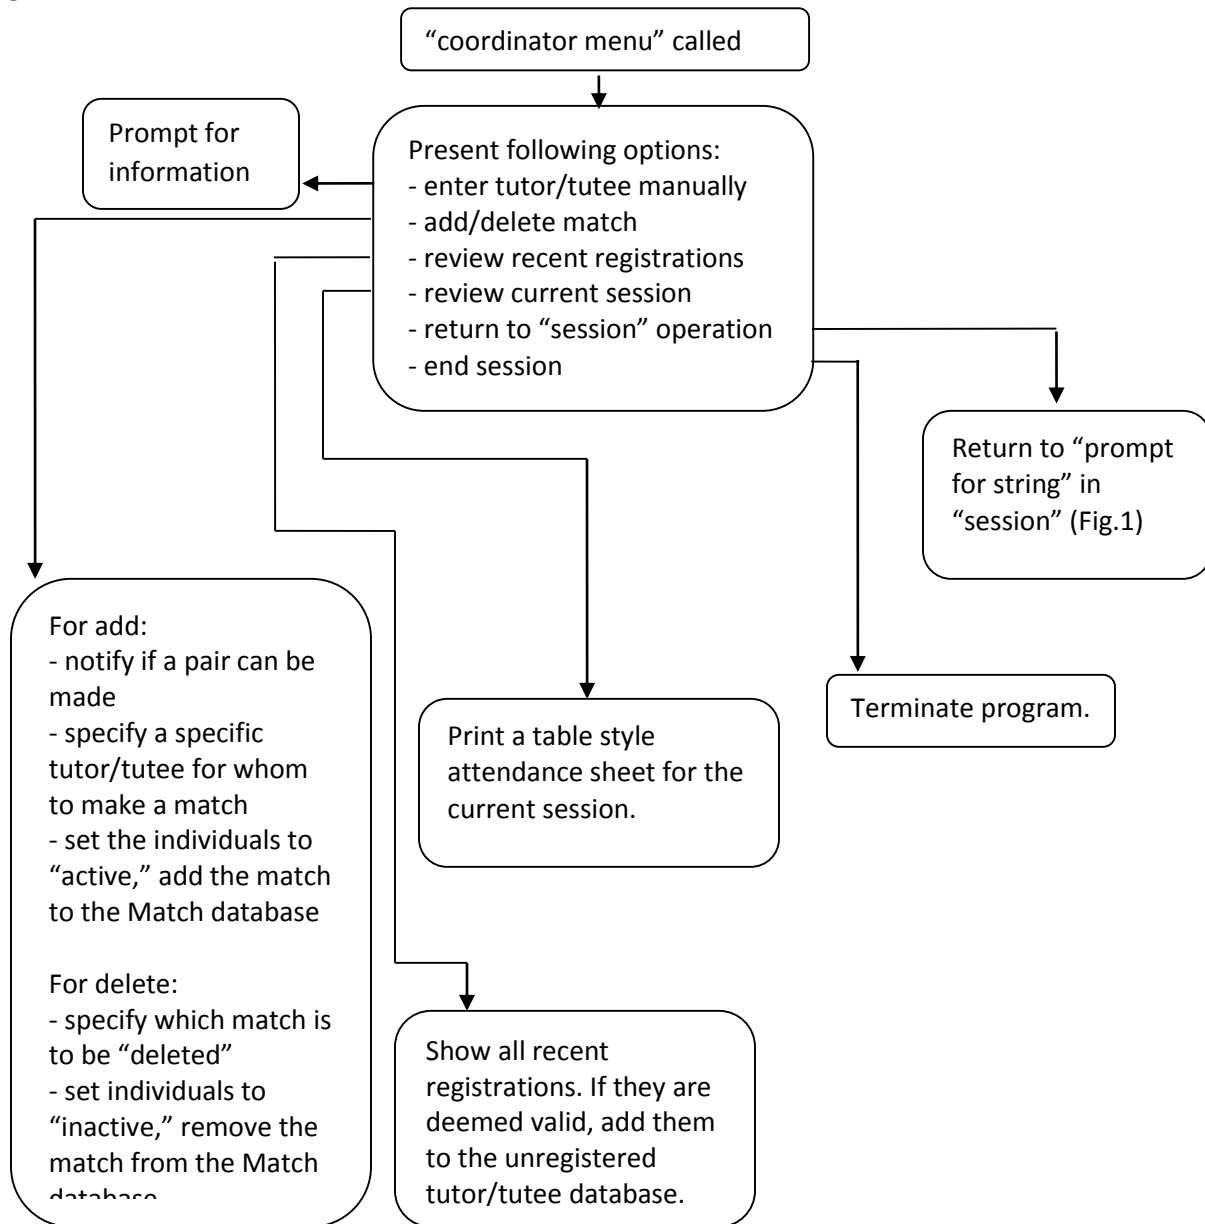 “coordinator menu” called
Prompt for
information
Present following options:
- enter tutor/tutee manually
- add/delete match
- review recent registrations
- review current session
- return to “session” operation
- end session
Return to “prompt
for string” in
“session” (Fig.1)
For add:
- notify if a pair can be
made
- specify a specific
tutor/tutee for whom
to make a match
- set the individuals to
“active,” add the match
to the Match database
For delete:
- specify which match is
to be “deleted”
- set individuals to
“inactive,” remove the
match from the Match
database
Print a table style
attendance sheet for the
current session.
Terminate program.
Show all recent
registrations. If they are
deemed valid, add them
to the unregistered
tutor/tutee database.